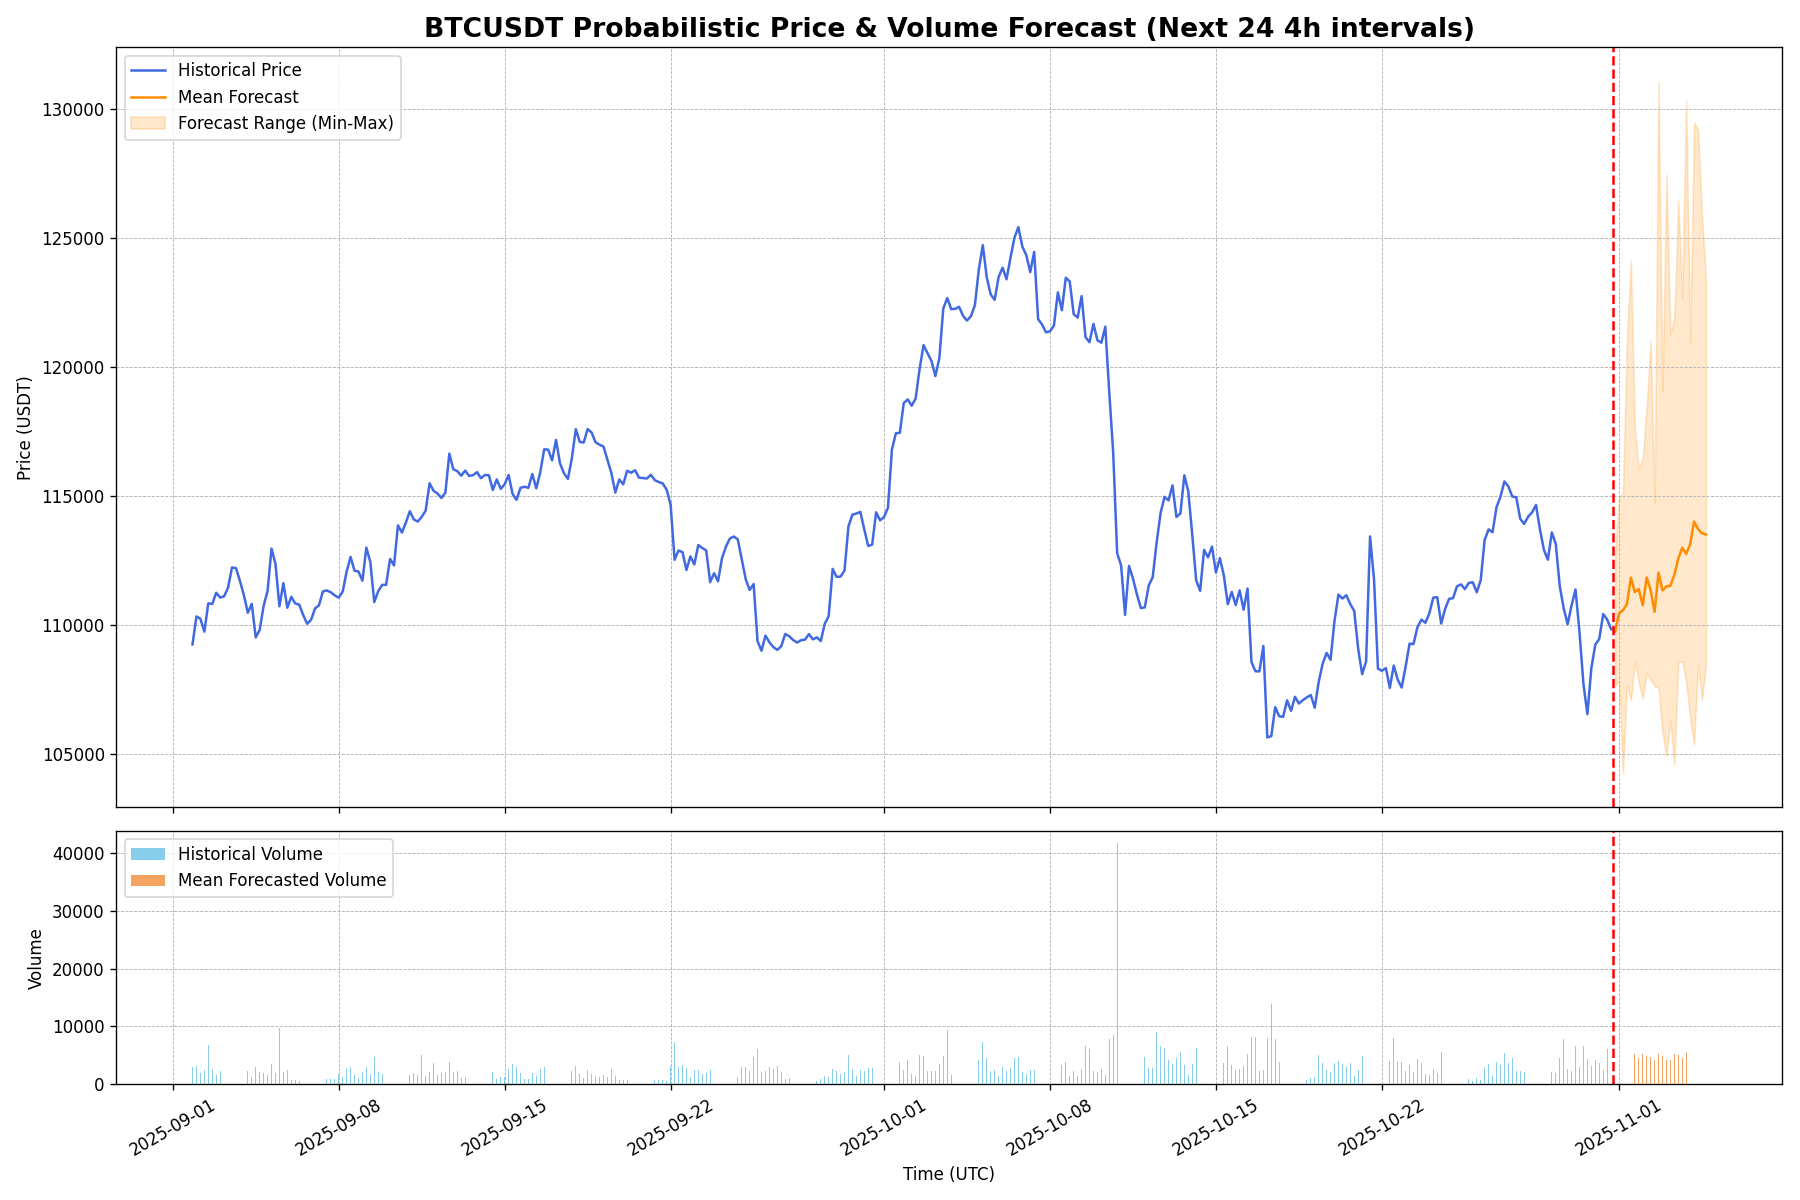 BTCUSDT Probabilistic Price & Volume Forecast (Next 24 4h intervals)
Historical Price
Mean Forecast
Forecast Range (Min-Max)
130000
125000
120000
115000
110000
105000
Price (USDT)
Historical Volume
Mean Forecasted Volume
40000
30000
20000
10000
0
Volume
2025-09-01
2025-09-08
2025-09-15
2025-09-22
2025-10-01
2025-10-08
2025-10-15
2025-10-22
2025-11-01
Time (UTC)